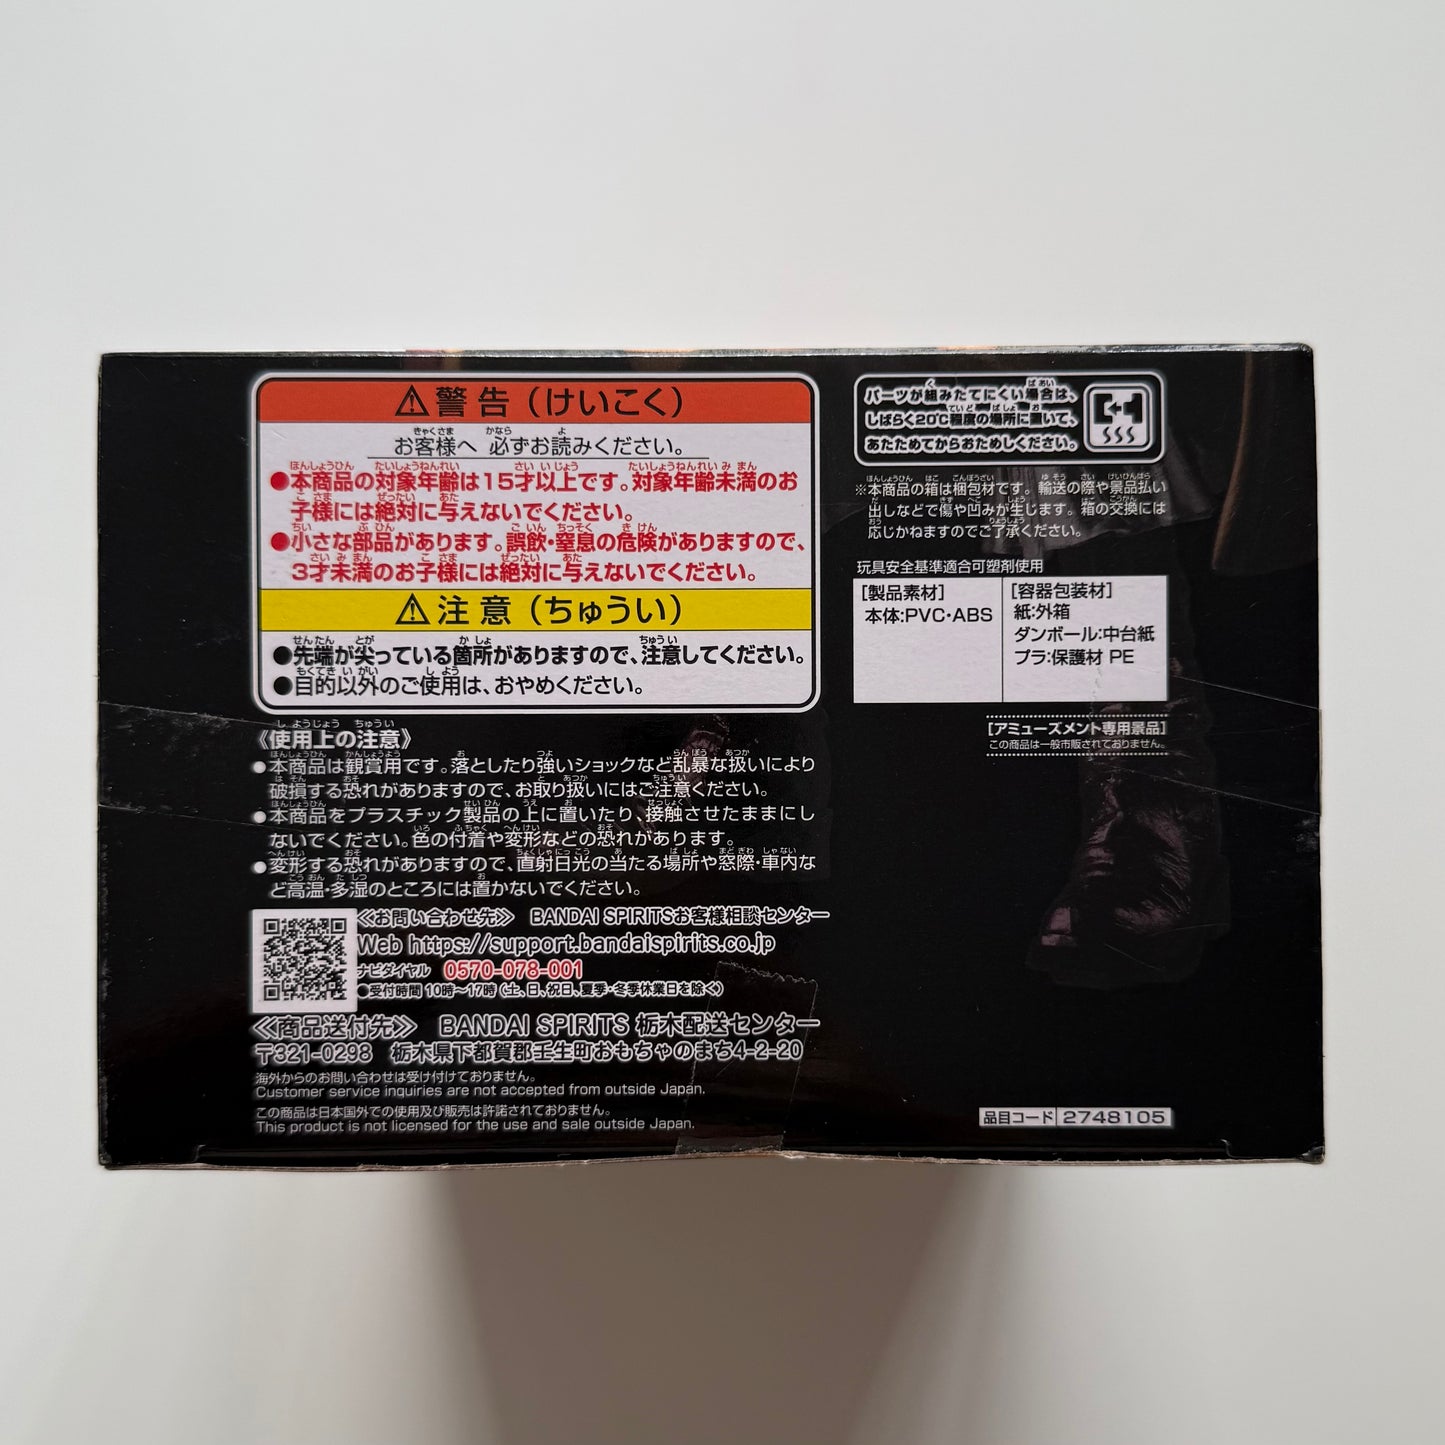 ⚠警告（けいこく）
お客様へ 必ずお読みください。
●本商品の対象年齢は15才以上です。対象年齢未満のお
子様には絶対に与えないでください。
●小さな部品があります。誤飲・窒息の危険がありますので、
3才未満のお子様には絶対に与えないでください。
⚠注意（ちゅうい）
●先端が尖っている箇所がありますので、注意してください。
●目的以外のご使用は、おやめください。
《使用上の注意》
●本商品は観賞用です。落としたり強いショックなど乱暴な扱いにより
破損する恐れがありますので、お取り扱いにはご注意ください。
●本商品をプラスチック製品の上に置いたり、接触させたままにし
ないでください。色の付着や変形などの恐れがあります。
●変形する恐れがありますので、直射日光の当たる場所や窓際・車内な
ど高温・多湿のところには置かないでください。
≪お問い合わせ先≫ BANDAI SPIRITSお客様相談センター
Web https://support.bandaispirits.co.jp
ナビダイヤル 0570-078-001
●受付時間 10時〜17時（土、日、祝日、夏季・冬季休業日を除く）
≪商品送付先≫ BANDAI SPIRITS 栃木配送センター
〒321-0298 栃木県下都賀郡壬生町おもちゃのまち4-2-20
海外からのお問い合わせは受け付けておりません。
Customer service inquiries are not accepted from outside Japan.
この商品は日本国外での使用及び販売は許諾されておりません。
This product is not licensed for the use and sale outside Japan.
パーツが組みたてにくい場合は、
しばらく20℃程度の場所に置いて、
あたためてからおためしください。
※本商品の箱は梱包材です。輸送の際や景品払い
出しなどで傷や凹みが生じます。箱の交換には
応じかねますのでご了承ください。
玩具安全基準適合可塑剤使用
[製品素材]
本体:PVC・ABS
[容器包装材]
紙:外箱
ダンボール:中台紙
プラ:保護材 PE
[アミューズメント専用景品]
この商品は一般市販されておりません。
品目コード 2748105